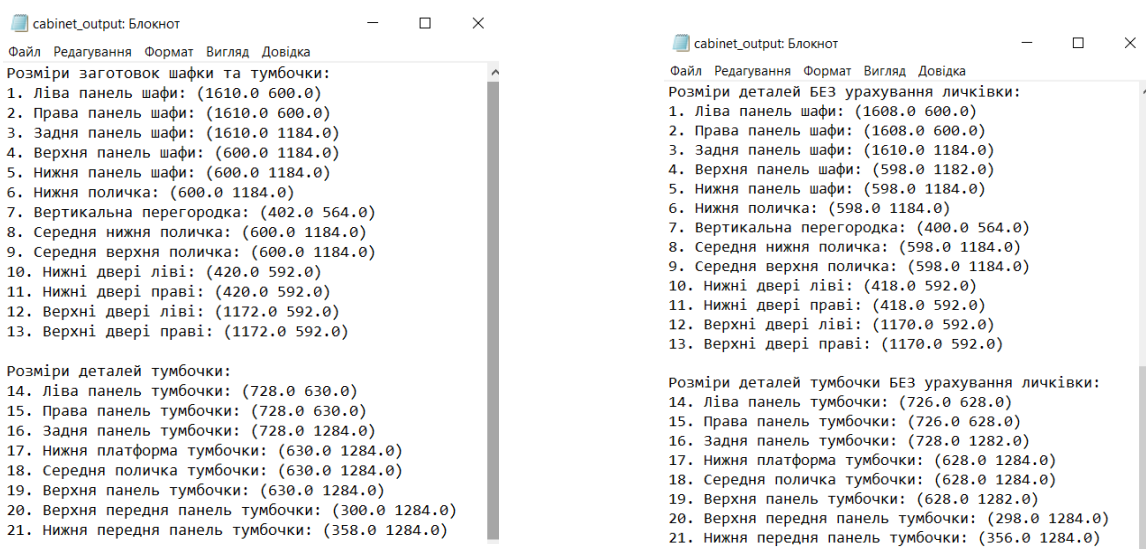 cabinet_output: Блокнот
Файл Редагування Формат Вигляд Довідка
Розміри заготовок шафки та тумбочки:
1. Ліва панель шафи: (1610.0 600.0)
2. Права панель шафи: (1610.0 600.0)
3. Задня панель шафи: (1610.0 1184.0)
4. Верхня панель шафи: (600.0 1184.0)
5. Нижня панель шафи: (600.0 1184.0)
6. Нижня поличка: (600.0 1184.0)
7. Вертикальна перегородка: (402.0 564.0)
8. Середня нижня поличка: (600.0 1184.0)
9. Середня верхня поличка: (600.0 1184.0)
10. Нижні двері ліві: (420.0 592.0)
11. Нижні двері праві: (420.0 592.0)
12. Верхні двері ліві: (1172.0 592.0)
13. Верхні двері праві: (1172.0 592.0)
Розміри деталей тумбочки:
14. Ліва панель тумбочки: (728.0 630.0)
15. Права панель тумбочки: (728.0 630.0)
16. Задня панель тумбочки: (728.0 1284.0)
17. Нижня платформа тумбочки: (630.0 1284.0)
18. Середня поличка тумбочки: (630.0 1284.0)
19. Верхня панель тумбочки: (630.0 1284.0)
20. Верхня передня панель тумбочки: (300.0 1284.0)
21. Нижня передня панель тумбочки: (358.0 1284.0)
cabinet_output: Блокнот
Файл Редагування Формат Вигляд Довідка
Розміри деталей БЕЗ урахування личківки:
1. Ліва панель шафи: (1608.0 600.0)
2. Права панель шафи: (1608.0 600.0)
3. Задня панель шафи: (1610.0 1184.0)
4. Верхня панель шафи: (598.0 1182.0)
5. Нижня панель шафи: (598.0 1184.0)
6. Нижня поличка: (598.0 1184.0)
7. Вертикальна перегородка: (400.0 564.0)
8. Середня нижня поличка: (598.0 1184.0)
9. Середня верхня поличка: (598.0 1184.0)
10. Нижні двері ліві: (418.0 592.0)
11. Нижні двері праві: (418.0 592.0)
12. Верхні двері ліві: (1170.0 592.0)
13. Верхні двері праві: (1170.0 592.0)
Розміри деталей тумбочки БЕЗ урахування личківки:
14. Ліва панель тумбочки: (726.0 628.0)
15. Права панель тумбочки: (726.0 628.0)
16. Задня панель тумбочки: (728.0 1282.0)
17. Нижня платформа тумбочки: (628.0 1284.0)
18. Середня поличка тумбочки: (628.0 1284.0)
19. Верхня панель тумбочки: (628.0 1282.0)
20. Верхня передня панель тумбочки: (298.0 1284.0)
21. Нижня передня панель тумбочки: (356.0 1284.0)